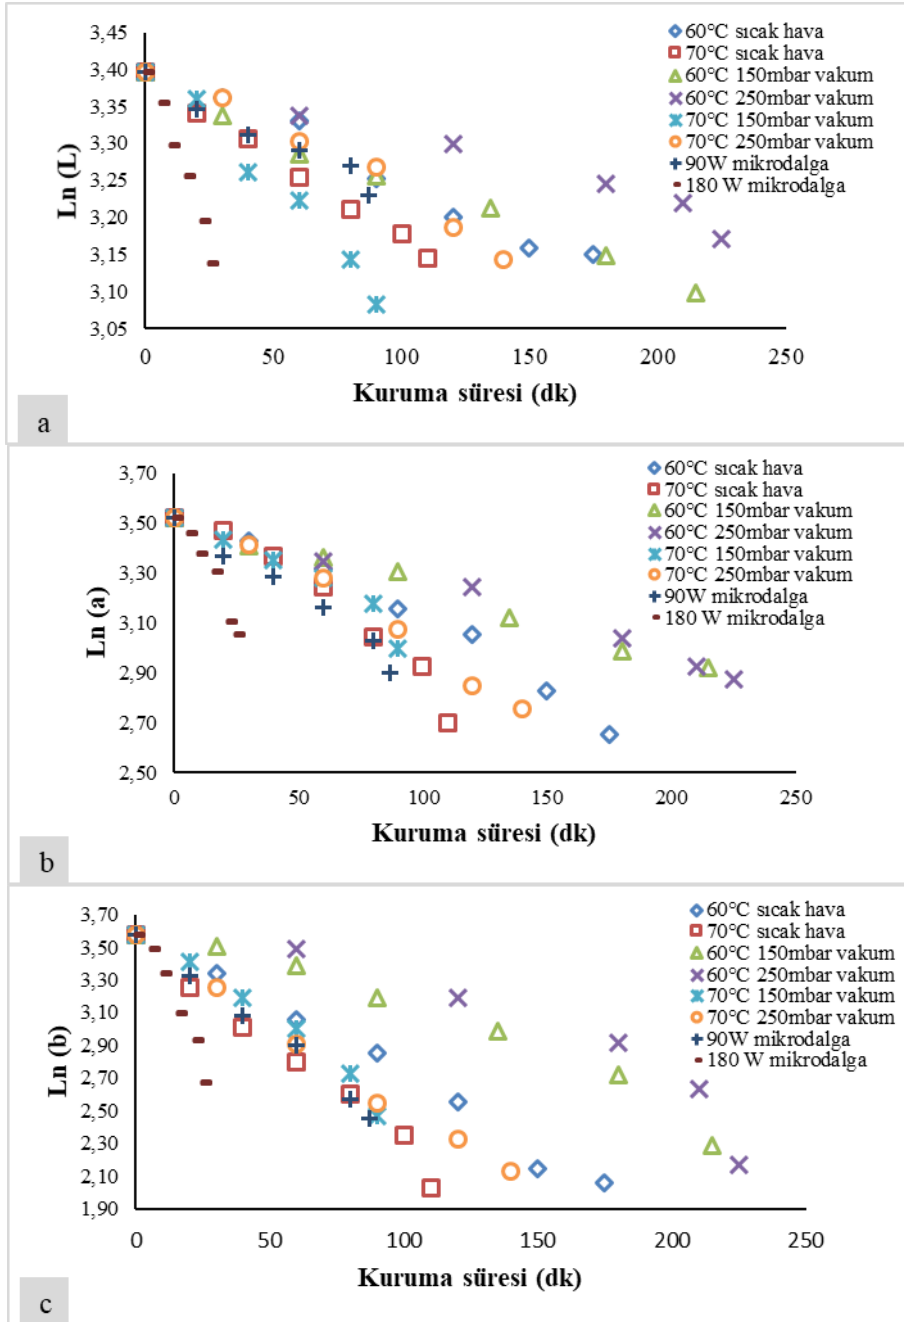 3,45
3,40
3,35
3,30
3,25
3,20
3,15
3,10
3,05
Ln (L)
0
50
100
150
200
250
Kuruma süresi (dk)
60°C sıcak hava
70°C sıcak hava
60°C 150mbar vakum
60°C 250mbar vakum
70°C 150mbar vakum
70°C 250mbar vakum
90W mikrodalga
180 W mikrodalga
a
3,70
3,50
3,30
3,10
2,90
2,70
2,50
Ln (a)
0
50
100
150
200
250
Kuruma süresi (dk)
60°C sıcak hava
70°C sıcak hava
60°C 150mbar vakum
60°C 250mbar vakum
70°C 150mbar vakum
70°C 250mbar vakum
90W mikrodalga
180 W mikrodalga
b
3,70
3,50
3,30
3,10
2,90
2,70
2,50
2,30
2,10
1,90
Ln (b)
0
50
100
150
200
250
Kuruma süresi (dk)
60°C sıcak hava
70°C sıcak hava
60°C 150mbar vakum
60°C 250mbar vakum
70°C 150mbar vakum
70°C 250mbar vakum
90W mikrodalga
180 W mikrodalga
c